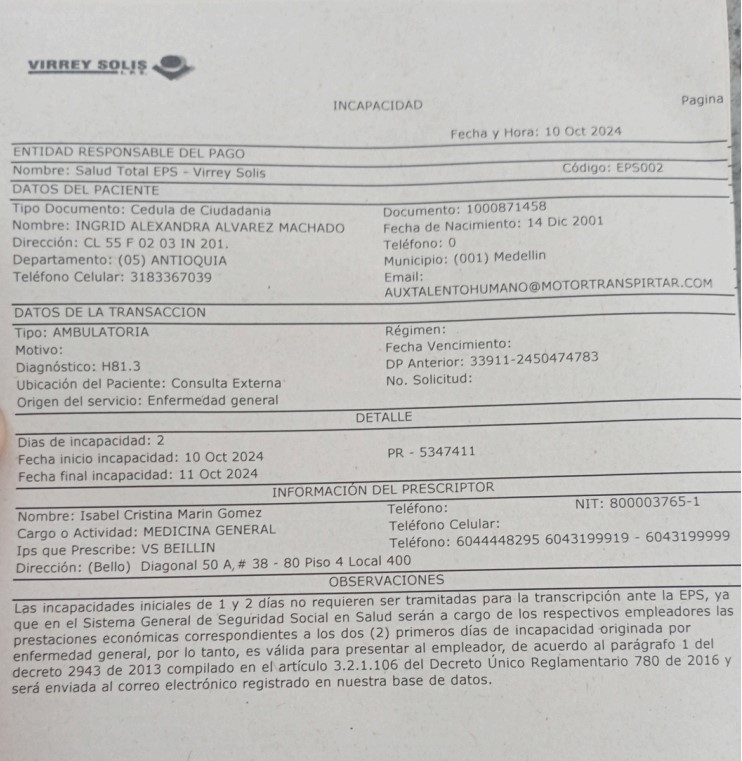 VIRREY SOLIS
I.P.S.
INCAPACIDAD
Pagina
Fecha y Hora: 10 Oct 2024
ENTIDAD RESPONSABLE DEL PAGO
Nombre: Salud Total EPS - Virrey Solis Código: EPS002
DATOS DEL PACIENTE
Tipo Documento: Cedula de Ciudadania Documento: 1000871458
Nombre: INGRID ALEXANDRA ALVAREZ MACHADO Fecha de Nacimiento: 14 Dic 2001
Dirección: CL 55 F 02 03 IN 201. Teléfono: 0
Departamento: (05) ANTIOQUIA Municipio: (001) Medellin
Teléfono Celular: 3183367039 Email:
AUXTALENTOHUMANO@MOTORTRANSPIRTAR.COM
DATOS DE LA TRANSACCION
Tipo: AMBULATORIA Régimen:
Motivo: Fecha Vencimiento:
Diagnóstico: H81.3 DP Anterior: 33911-2450474783
Ubicación del Paciente: Consulta Externa No. Solicitud:
Origen del servicio: Enfermedad general
DETALLE
Dias de incapacidad: 2
Fecha inicio incapacidad: 10 Oct 2024 PR - 5347411
Fecha final incapacidad: 11 Oct 2024
INFORMACIÓN DEL PRESCRIPTOR
Nombre: Isabel Cristina Marin Gomez Teléfono: NIT: 800003765-1
Cargo o Actividad: MEDICINA GENERAL Teléfono Celular:
Ips que Prescribe: VS BEILLIN Teléfono: 6044448295 6043199919 - 6043199999
Dirección: (Bello) Diagonal 50 A, # 38 - 80 Piso 4 Local 400
OBSERVACIONES
Las incapacidades iniciales de 1 y 2 días no requieren ser tramitadas para la transcripción ante la EPS, ya
que en el Sistema General de Seguridad Social en Salud serán a cargo de los respectivos empleadores las
prestaciones económicas correspondientes a los dos (2) primeros días de incapacidad originada por
enfermedad general, por lo tanto, es válida para presentar al empleador, de acuerdo al parágrafo 1 del
decreto 2943 de 2013 compilado en el artículo 3.2.1.106 del Decreto Único Reglamentario 780 de 2016 y
será enviada al correo electrónico registrado en nuestra base de datos.